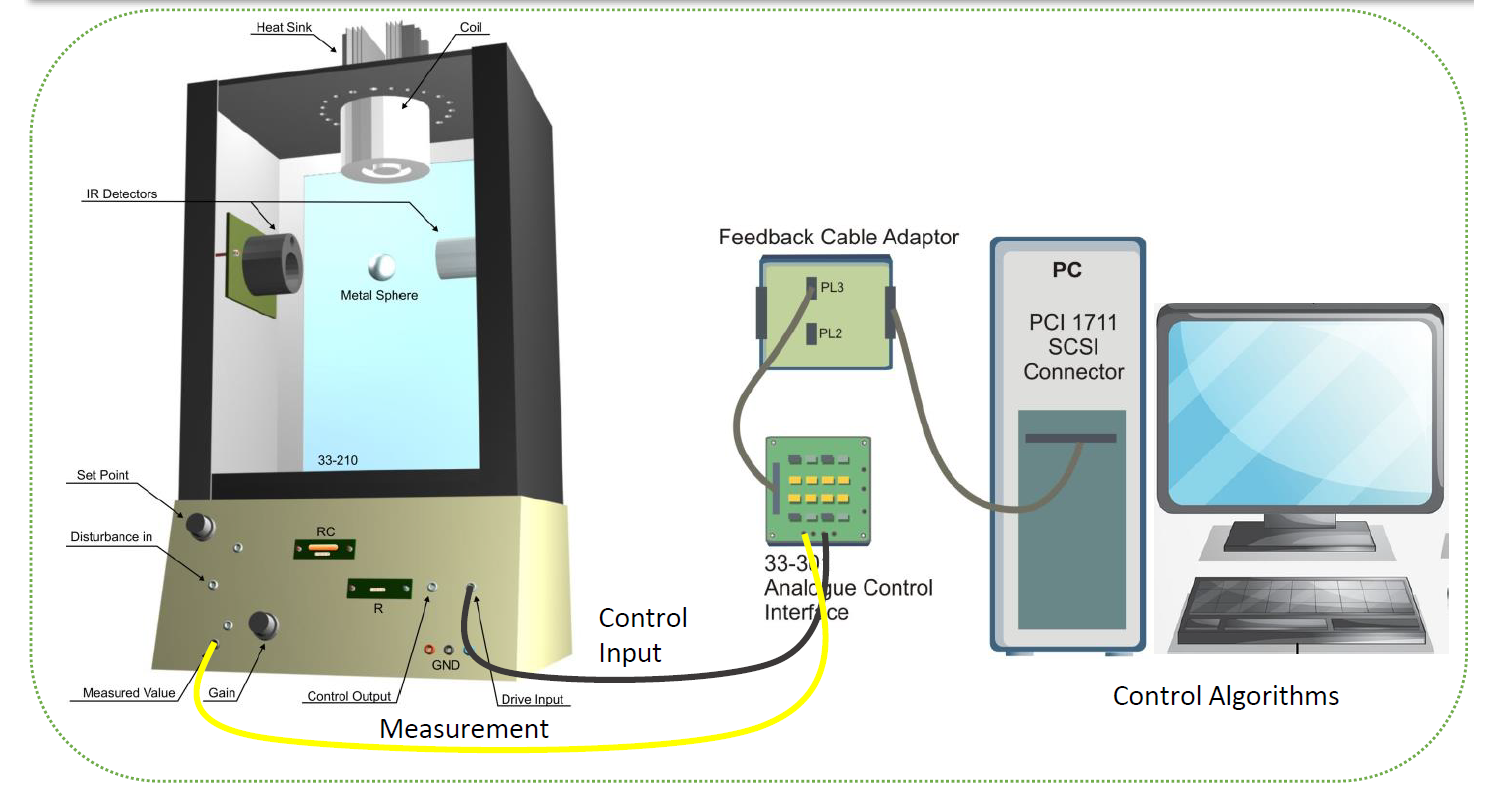 Heat Sink
Coil
IR Detectors
Metal Sphere
33-210
Set Point
Disturbance in
RC
R
GND
Measured Value
Gain
Control Output
Drive Input
Measurement
Control
Input
Feedback Cable Adaptor
PL3
PL2
33-30
Analogue Control
Interface
PC
PCI 1711
SCSI
Connector
Control Algorithms